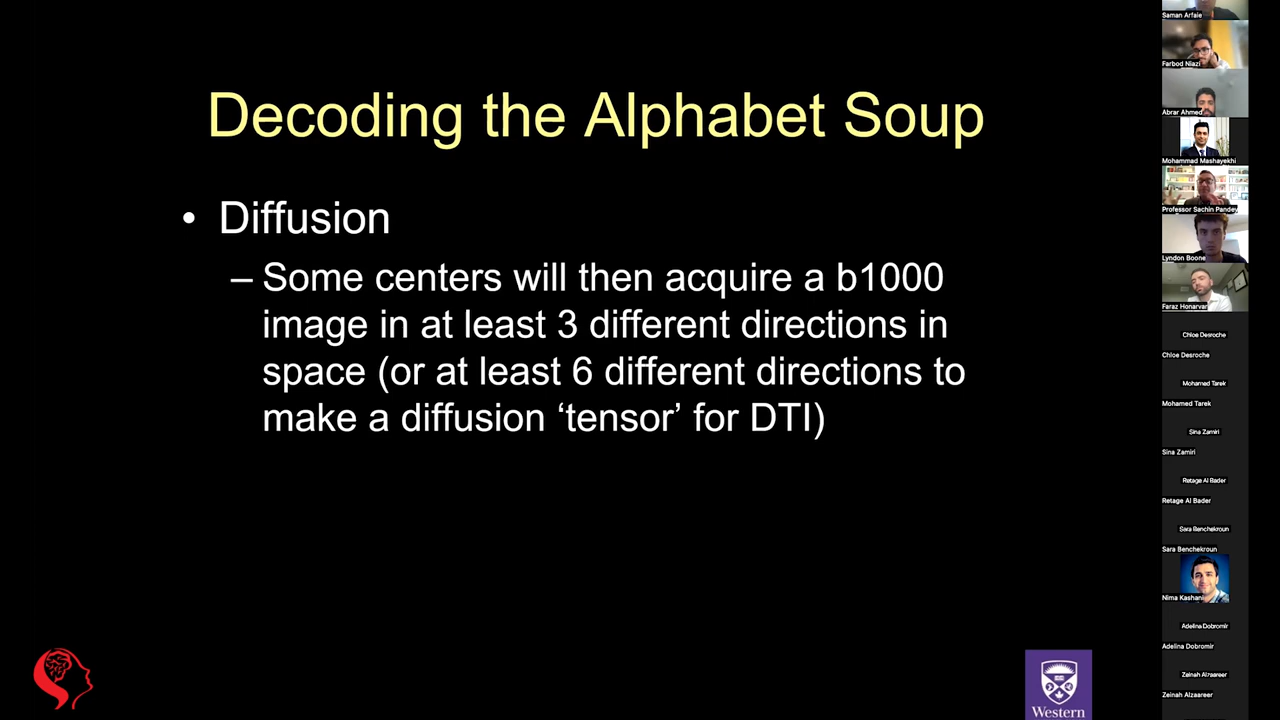 Decoding the Alphabet Soup
• Diffusion
– Some centers will then acquire a b1000
image in at least 3 different directions in
space (or at least 6 different directions to
make a diffusion ‘tensor’ for DTI)
Western
Saman Arfaie
Farbod Niazi
Abrar Ahmed
Mohammad Mashayekhi
Professor Sachin Pandey
Lyndon Boone
Faraz Honarvar
Chloe Desroche
Chloe Desroche
Mohamed Tarek
Mohamed Tarek
Sina Zamiri
Sina Zamiri
Retage Al Bader
Retage Al Bader
Sara Benchekroun
Sara Benchekroun
Nima Kashani
Adelina Dobromir
Adelina Dobromir
Zeinah Alzaareer
Zeinah Alzaareer